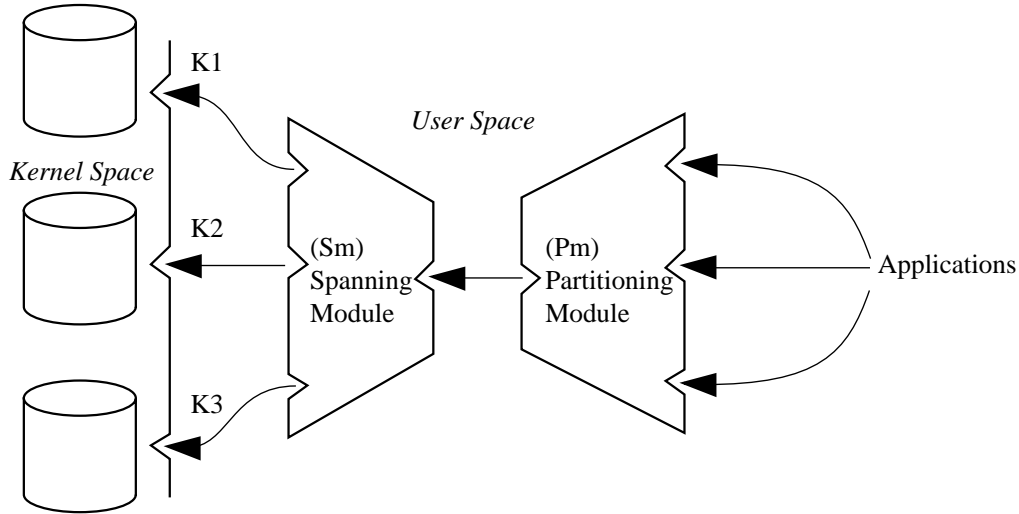 K1
User Space
Kernel Space
K2
(Sm)
Spanning
Module
(Pm)
Partitioning
Module
Applications
K3